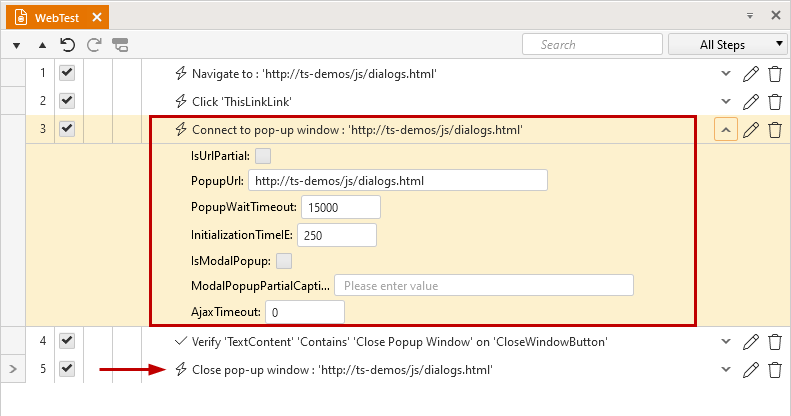 WebTest
Search
All Steps
1 Navigate to : 'http://ts-demos/js/dialogs.html'
2 Click 'ThisLinkLink'
3 Connect to pop-up window : 'http://ts-demos/js/dialogs.html'
IsUrlPartial:
PopupUrl: http://ts-demos/js/dialogs.html
PopupWaitTimeout: 15000
InitializationTimeIE: 250
IsModalPopup:
ModalPopupPartialCapti... Please enter value
AjaxTimeout: 0
4 Verify 'TextContent' 'Contains' 'Close Popup Window' on 'CloseWindowButton'
5 Close pop-up window : 'http://ts-demos/js/dialogs.html'